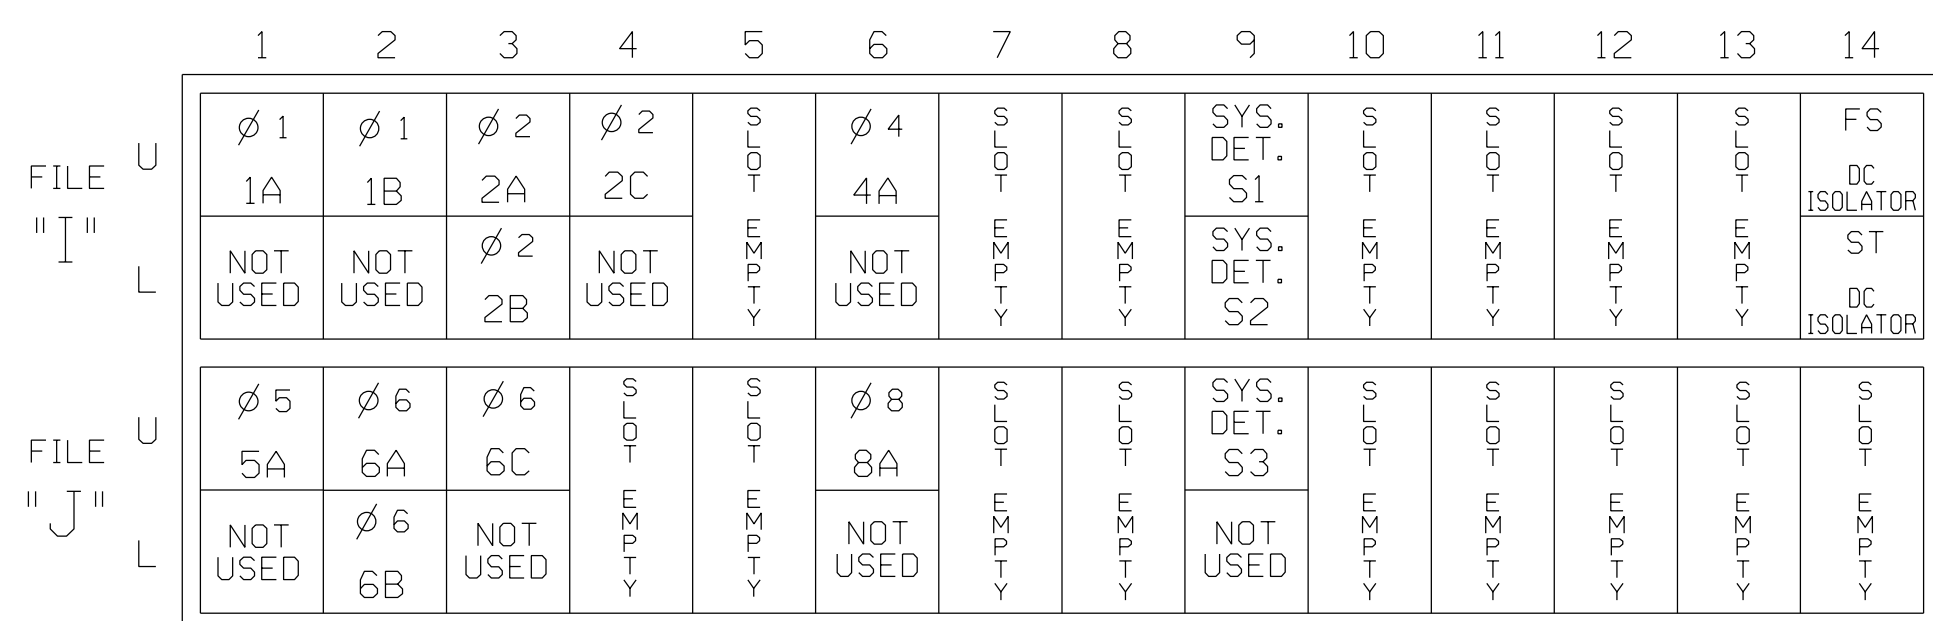 1 2 3 4 5 6 7 8 9 10 11 12 13 14
FILE "I"
U
Ø 1 1A
Ø 1 1B
Ø 2 2A
Ø 2 2C
SLOT EMPTY
Ø 4 4A
SLOT EMPTY
SLOT EMPTY
SYS. DET. S1
SLOT EMPTY
SLOT EMPTY
SLOT EMPTY
SLOT EMPTY
FS DC ISOLATOR
L
NOT USED
NOT USED
Ø 2 2B
NOT USED
NOT USED
SYS. DET. S2
ST DC ISOLATOR
FILE "J"
U
Ø 5 5A
Ø 6 6A
Ø 6 6C
SLOT EMPTY
SLOT EMPTY
Ø 8 8A
SLOT EMPTY
SLOT EMPTY
SYS. DET. S3
SLOT EMPTY
SLOT EMPTY
SLOT EMPTY
SLOT EMPTY
SLOT EMPTY
L
NOT USED
Ø 6 6B
NOT USED
NOT USED
NOT USED